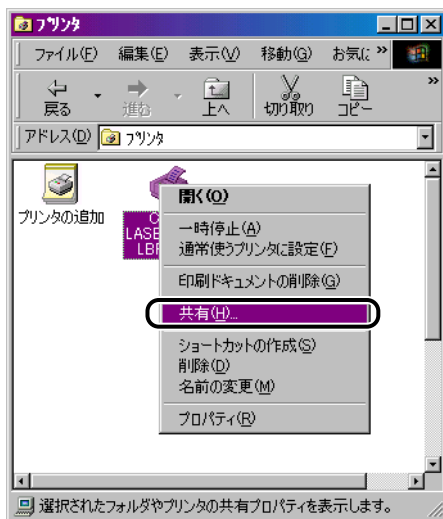 プリンタ
ファイル(F) 編集(E) 表示(V) 移動(G) お気に »
戻る 進む 上へ 切り取り コピー »
アドレス(D) プリンタ
プリンタの追加
C
LASE
LBP
開く(O)
一時停止(A)
通常使うプリンタに設定(F)
印刷ドキュメントの削除(G)
共有(H)...
ショートカットの作成(S)
削除(D)
名前の変更(M)
プロパティ(R)
選択されたフォルダやプリンタの共有プロパティを表示します。